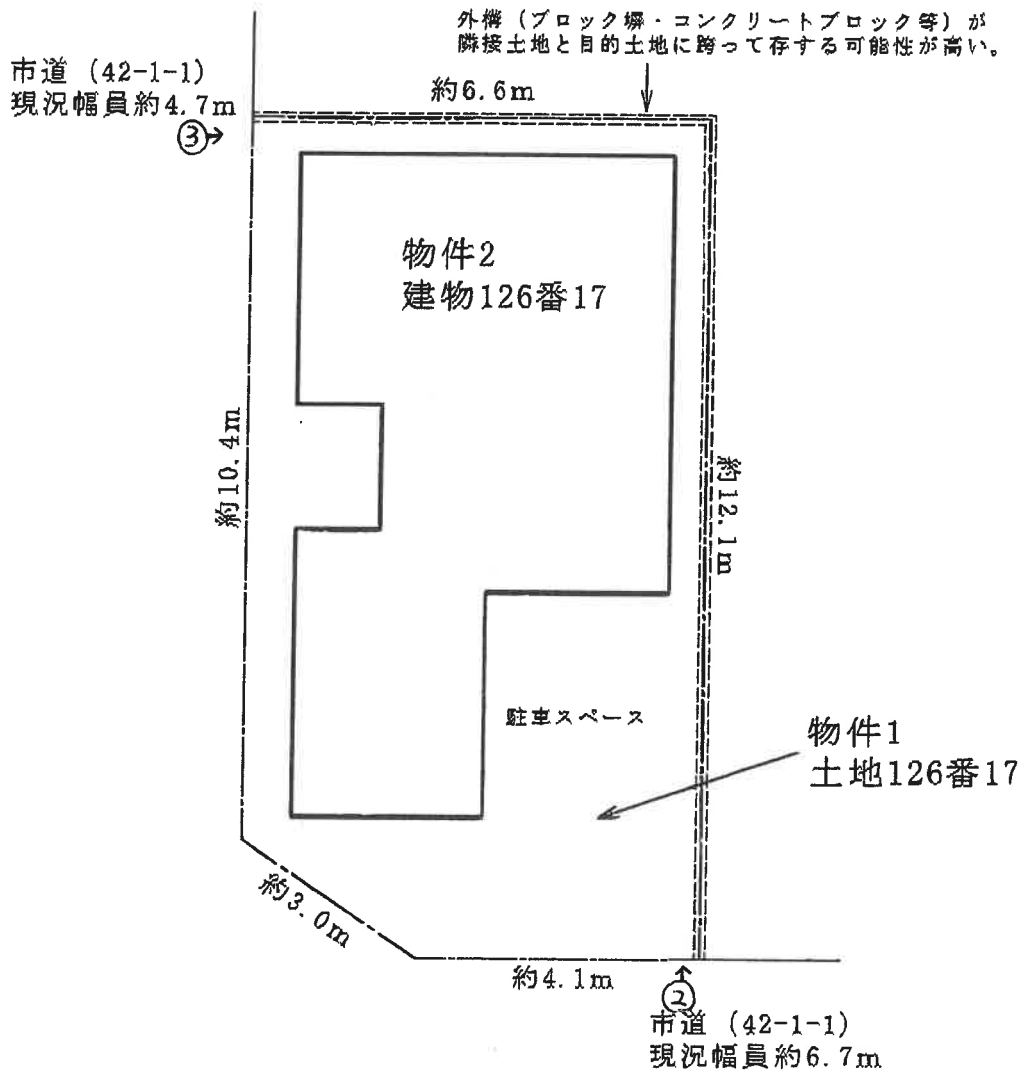 外構（ブロック塀・コンクリートブロック等）が
隣接土地と目的土地に跨って存する可能性が高い。
市道（42-1-1）
現況幅員約4.7m
③→
約6.6m
物件2
建物126番17
約10.4m
約12.1m
駐車スペース
物件1
土地126番17
約3.0m
約4.1m
②
市道（42-1-1）
現況幅員約6.7m